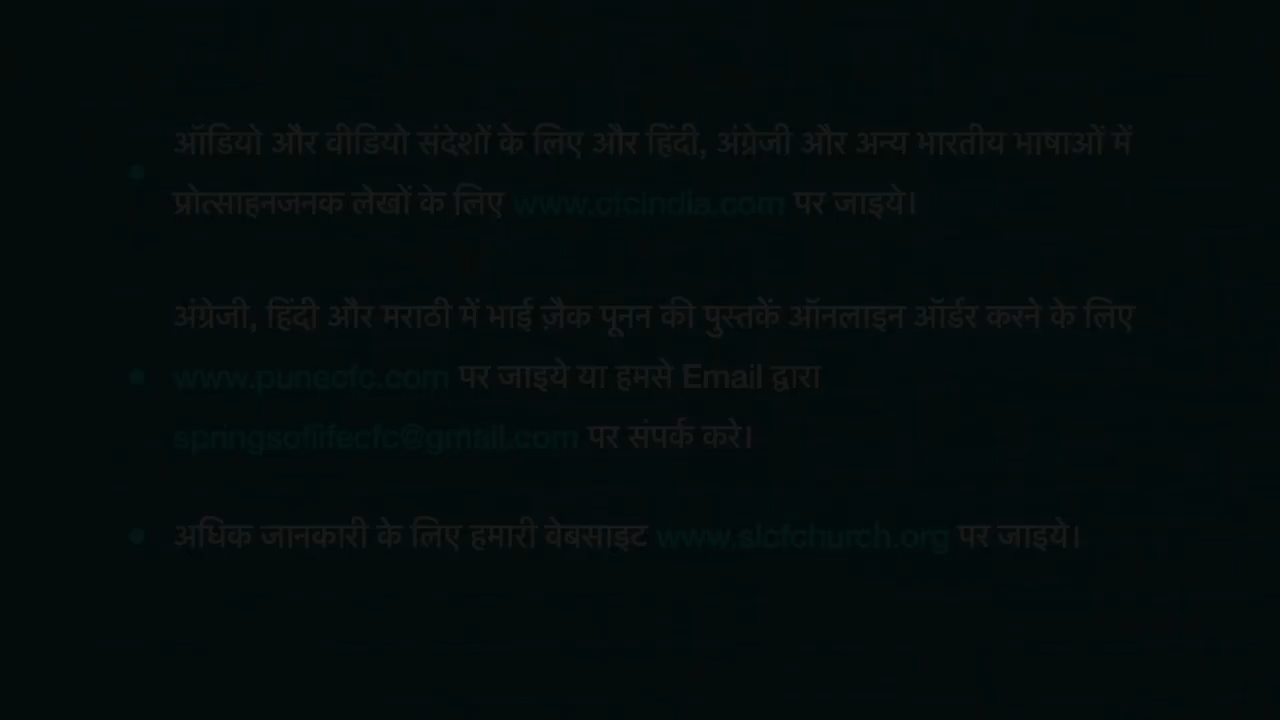 ऑडियो और वीडियो संदेशों के लिए और हिंदी, अंग्रेजी और अन्य भारतीय भाषाओं में
प्रोत्साहनजनक लेखों के लिए www.cfcindia.com पर जाइये।
अंग्रेजी, हिंदी और मराठी में भाई ज़ैक पूनन की पुस्तकें ऑनलाइन ऑर्डर करने के लिए
www.punecfc.com पर जाइये या हमसे Email द्वारा
springsoflifecfc@gmail.com पर संपर्क करे।
अधिक जानकारी के लिए हमारी वेबसाइट www.slcfchurch.org पर जाइये।